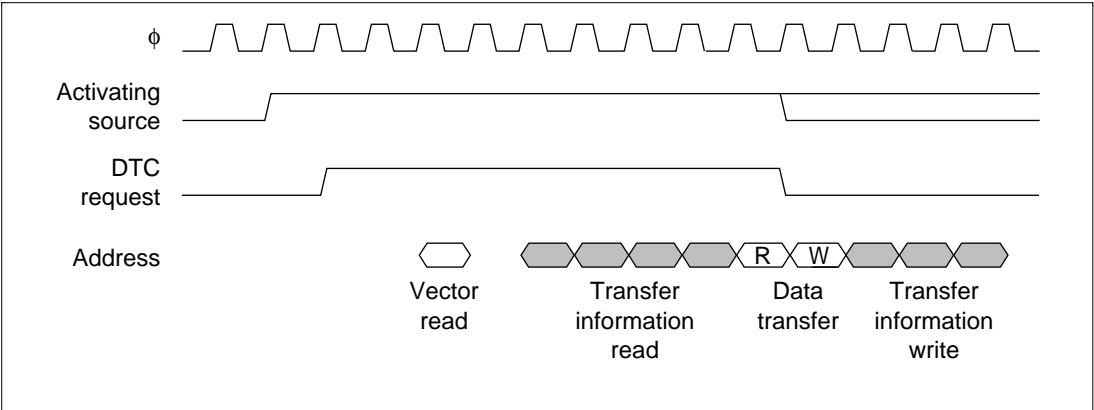 ϕ
Activating
source
DTC
request
Address
R W
Vector
read
Transfer
information
read
Data
transfer
Transfer
information
write